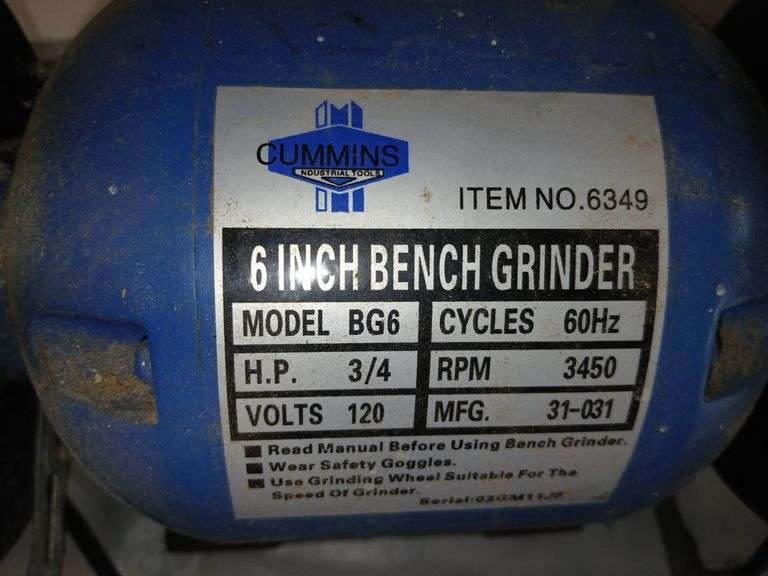 CUMMINS
INDUSTRIAL TOOLS
ITEM NO.6349
6 INCH BENCH GRINDER
MODEL BG6 CYCLES 60Hz
H.P. 3/4 RPM 3450
VOLTS 120 MFG. 31-031
Read Manual Before Using Bench Grinder.
Wear Safety Goggles.
Use Grinding Wheel Suitable For The
Speed Of Grinder.
Serial: